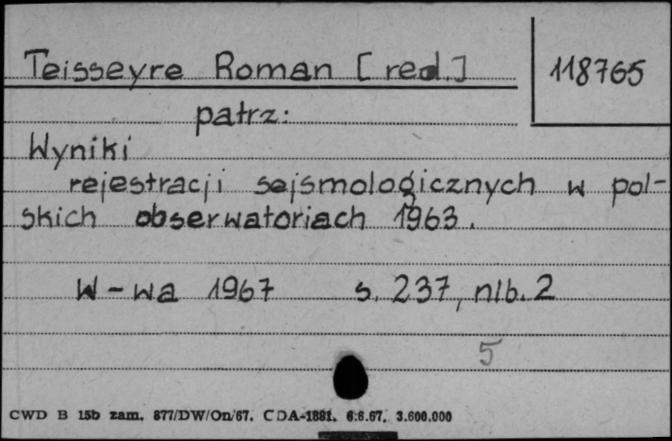 Teisseyre Roman [red.] 118765
patrz:
Wyniki
rejestracji sejsmologicznych w pol-
skich obserwatoriach 1963.
W-wa 1967 s. 237, nlb. 2
5
CWD B 15b zam. 877/DW/On/67. CDA-1881. 6.6.67. 3.600.000